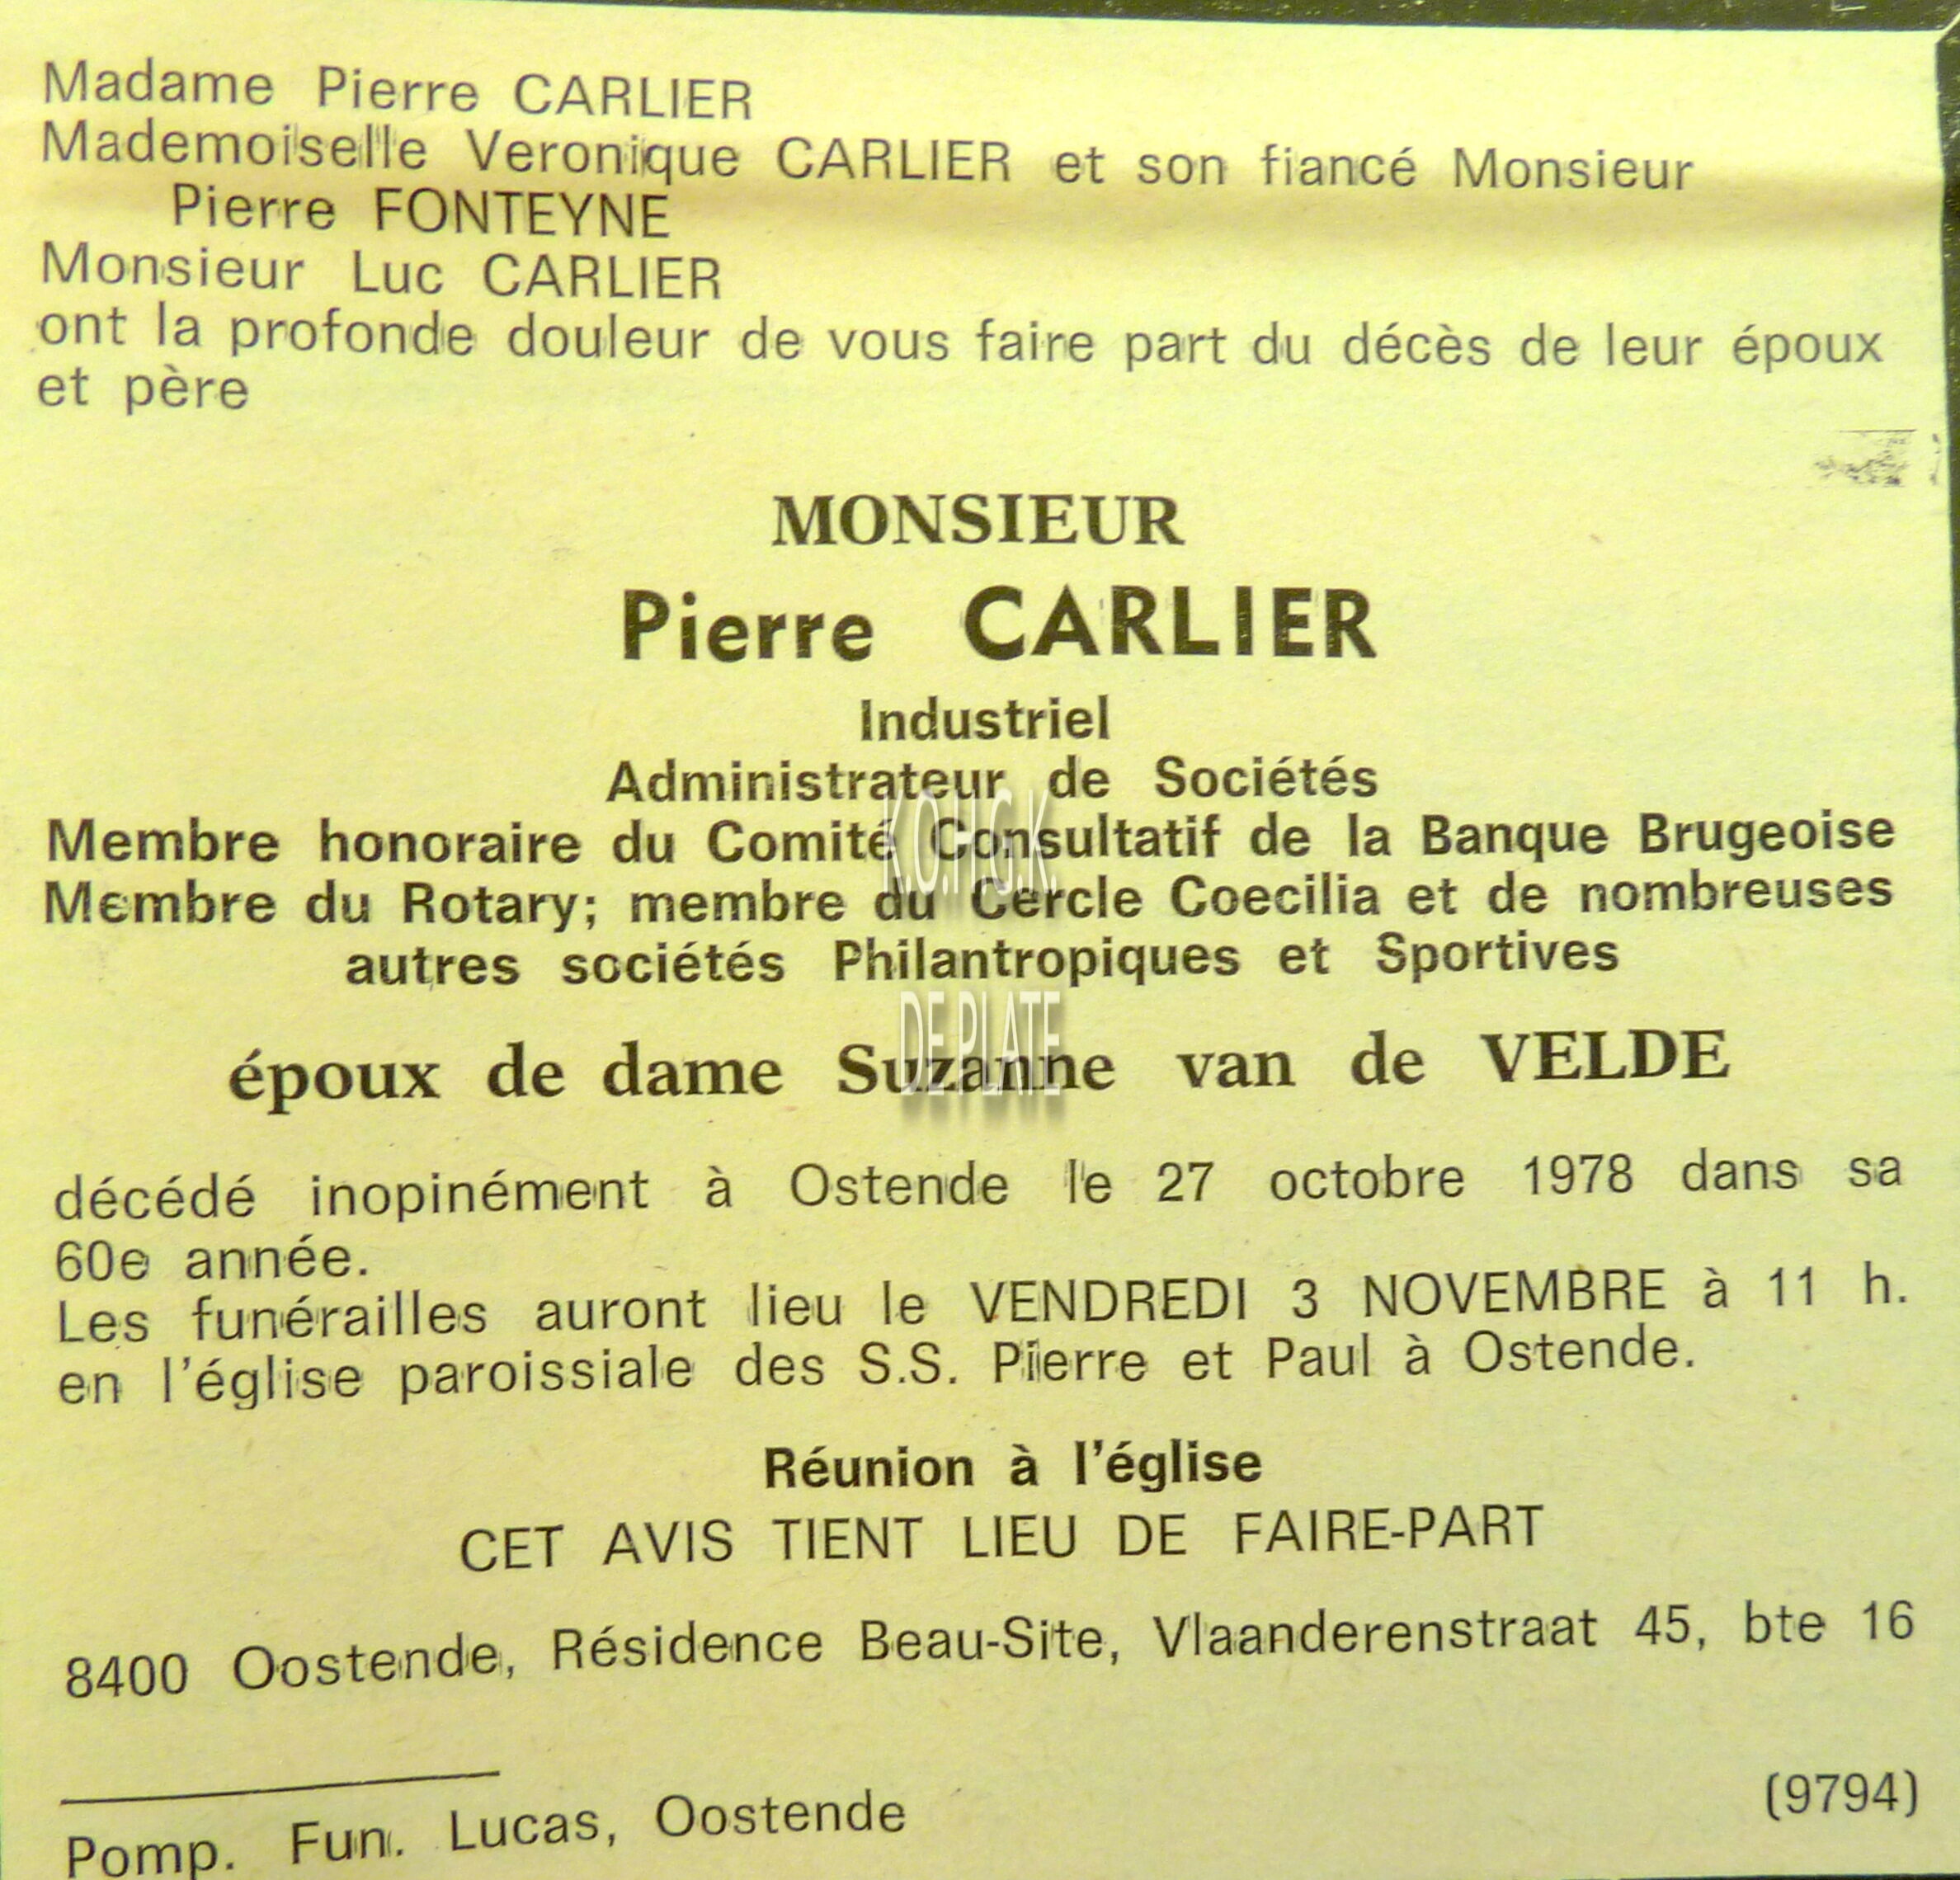 Madame Pierre CARLIER
Mademoiselle Veronique CARLIER et son fiancé Monsieur
Pierre FONTEYNE
Monsieur Luc CARLIER
ont la profonde douleur de vous faire part du décès de leur époux
et père
MONSIEUR
Pierre CARLIER
Industriel
Administrateur de Sociétés
Membre honoraire du Comité Consultatif de la Banque Brugeoise
K.O.H.S.K.
Membre du Rotary; membre du Cercle Coecilia et de nombreuses
autres sociétés Philantropiques et Sportives
DE PLATE
époux de dame Suzanne van de VELDE
décédé inopinément à Ostende le 27 octobre 1978 dans sa
60e année.
Les funérailles auront lieu le VENDREDI 3 NOVEMBRE à 11 h.
en l'église paroissiale des S.S. Pierre et Paul à Ostende.
Réunion à l'église
CET AVIS TIENT LIEU DE FAIRE-PART
8400 Oostende, Résidence Beau-Site, Vlaanderenstraat 45, bte 16
(9794)
Pomp. Fun. Lucas, Oostende